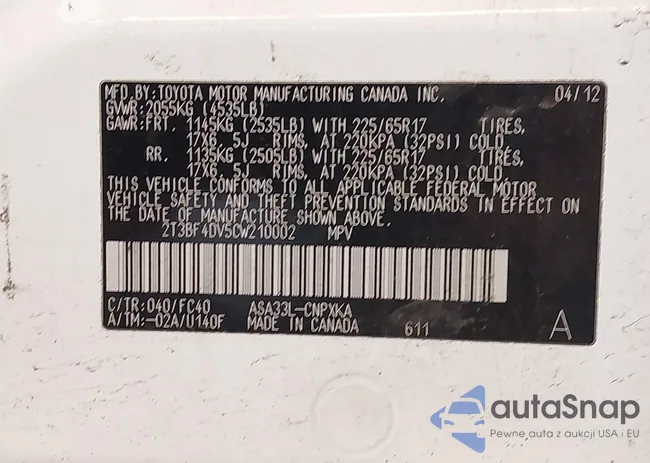 MFD.BY:TOYOTA MOTOR MANUFACTURING CANADA INC. 04/12
GVWR:2055KG (4535LB)
GAWR:FRT. 1145KG (2535LB) WITH 225/65R17 TIRES,
17X6.5J RIMS, AT 220KPA (32PSI) COLD.
RR. 1135KG (2505LB) WITH 225/65R17 TIRES,
17X6.5J RIMS, AT 220KPA (32PSI) COLD.
THIS VEHICLE CONFORMS TO ALL APPLICABLE FEDERAL MOTOR
VEHICLE SAFETY AND THEFT PREVENTION STANDARDS IN EFFECT ON
THE DATE OF MANUFACTURE SHOWN ABOVE.
2T3BF4DV5CW210002 MPV
C/TR:040/FC40 ASA33L-CNPXKA
A/TM:-02A/U140F MADE IN CANADA 611 A
autaSnap
Pewne auta z aukcji USA i EU